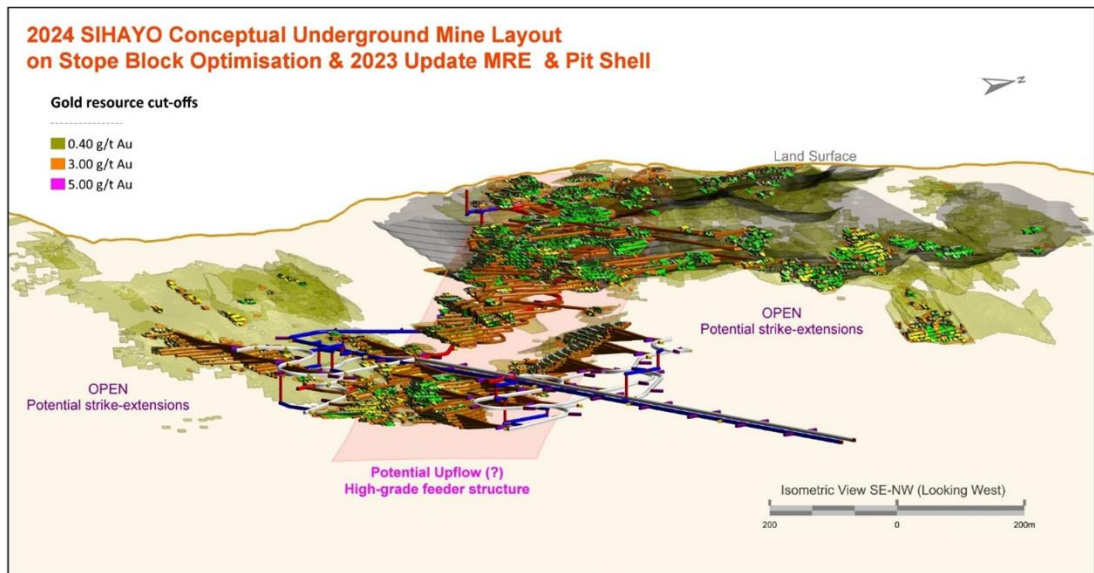 2024 SIHAYO Conceptual Underground Mine Layout
on Stope Block Optimisation & 2023 Update MRE & Pit Shell
Gold resource cut-offs
0.40 g/t Au
3.00 g/t Au
5.00 g/t Au
N
Land Surface
OPEN
Potential strike-extensions
OPEN
Potential strike-extensions
Potential Upflow (?)
High-grade feeder structure
Isometric View SE-NW (Looking West)
200 0 200m